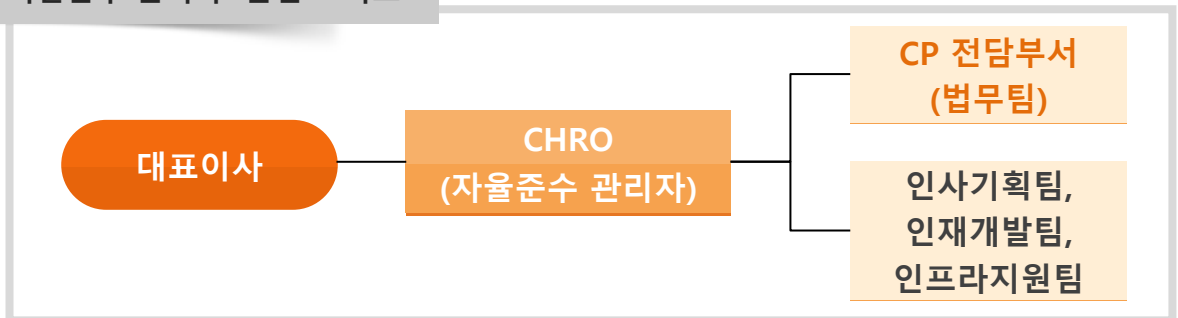 대표이사
CHRO
(자율준수 관리자)
CP 전담부서
(법무팀)
인사기획팀,
인재개발팀,
인프라지원팀